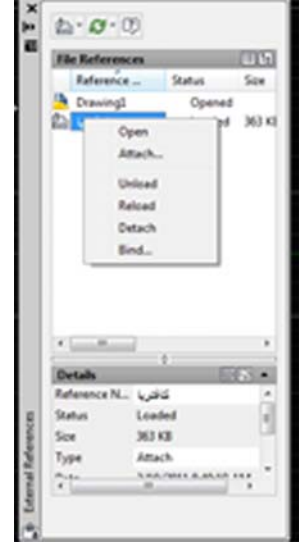 File References
Reference ... Status Size
Drawing1 Opened
363 KB
Open
Attach...
Unload
Reload
Detach
Bind...
Details
Reference N... كافتريا
Status Loaded
Size 363 KB
Type Attach
External References